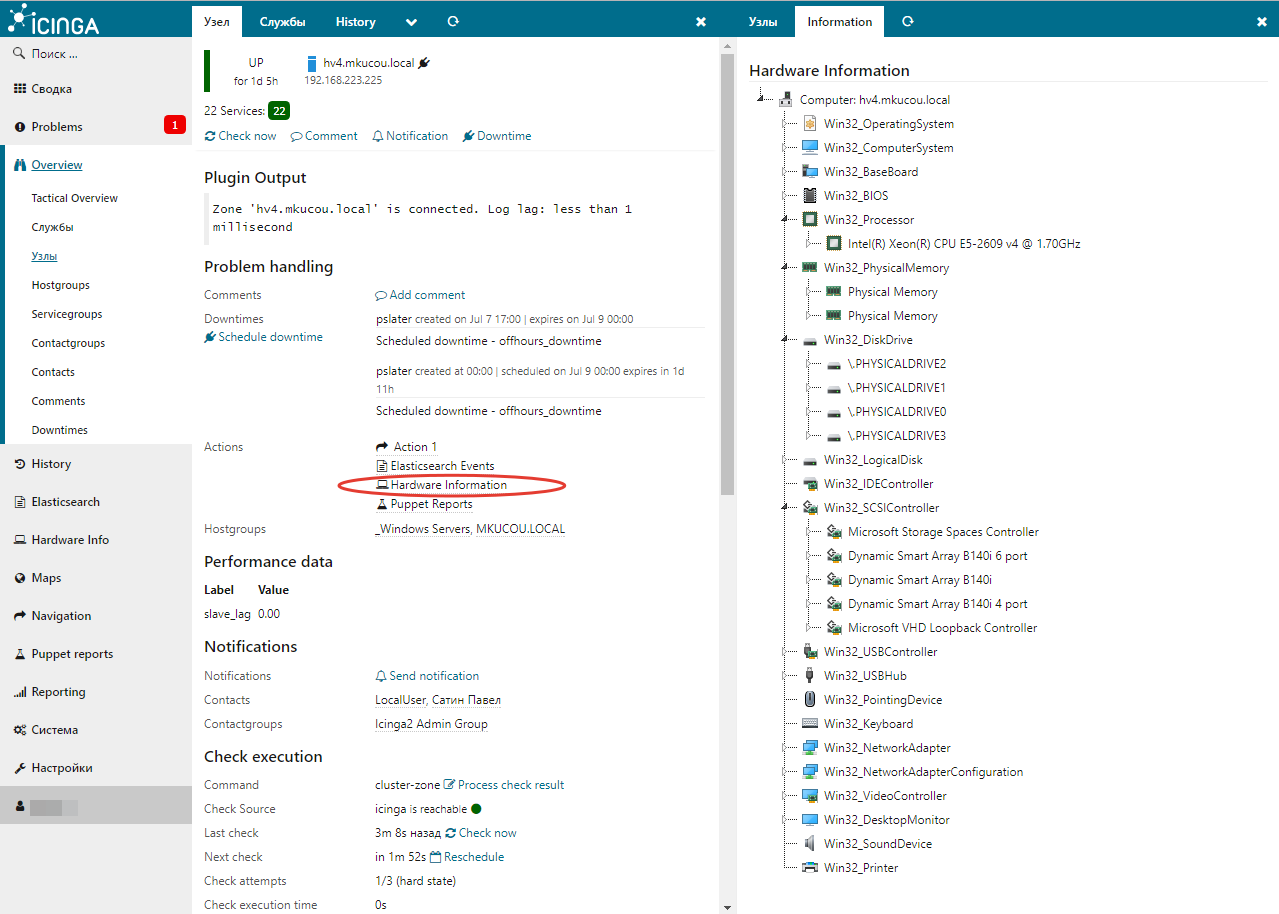 icinga
Поиск ...
Сводка
Problems
1
Overview
Tactical Overview
Службы
Узлы
Hostgroups
Servicegroups
Contactgroups
Contacts
Comments
Downtimes
History
Elasticsearch
Hardware Info
Maps
Navigation
Puppet reports
Reporting
Система
Настройки
Узел Службы History
UP
for 1d 5h
hv4.mkucou.local
192.168.223.225
22 Services: 22
Check now Comment Notification Downtime
Plugin Output
Zone 'hv4.mkucou.local' is connected. Log lag: less than 1
millisecond
Problem handling
Comments Add comment
Downtimes pslater created on Jul 7 17:00 | expires on Jul 9 00:00
Schedule downtime Scheduled downtime - offhours_downtime
pslater created at 00:00 | scheduled on Jul 9 00:00 expires in 1d
11h
Scheduled downtime - offhours_downtime
Actions Action 1
Elasticsearch Events
Hardware Information
Puppet Reports
Hostgroups _Windows Servers, MKUCOU.LOCAL
Performance data
Label Value
slave_lag 0.00
Notifications
Notifications Send notification
Contacts LocalUser, Сатин Павел
Contactgroups Icinga2 Admin Group
Check execution
Command cluster-zone Process check result
Check Source icinga is reachable
Last check 3m 8s назад Check now
Next check in 1m 52s Reschedule
Check attempts 1/3 (hard state)
Check execution time 0s
Узлы Information
Hardware Information
Computer: hv4.mkucou.local
Win32_OperatingSystem
Win32_ComputerSystem
Win32_BaseBoard
Win32_BIOS
Win32_Processor
Intel(R) Xeon(R) CPU E5-2609 v4 @ 1.70GHz
Win32_PhysicalMemory
Physical Memory
Physical Memory
Win32_DiskDrive
\.PHYSICALDRIVE2
\.PHYSICALDRIVE1
\.PHYSICALDRIVE0
\.PHYSICALDRIVE3
Win32_LogicalDisk
Win32_IDEController
Win32_SCSIController
Microsoft Storage Spaces Controller
Dynamic Smart Array B140i 6 port
Dynamic Smart Array B140i
Dynamic Smart Array B140i 4 port
Microsoft VHD Loopback Controller
Win32_USBController
Win32_USBHub
Win32_PointingDevice
Win32_Keyboard
Win32_NetworkAdapter
Win32_NetworkAdapterConfiguration
Win32_VideoController
Win32_DesktopMonitor
Win32_SoundDevice
Win32_Printer